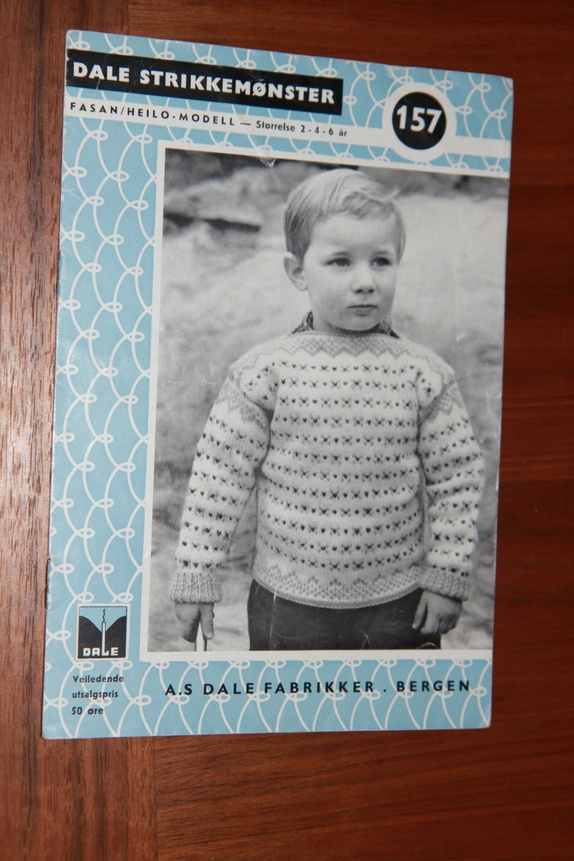 DALE STRIKKEMØNSTER
FASAN/HEILO-MODELL — Størrelse 2-4-6 år
157
DALE
Veiledende
utsalgspris
50 øre
A.S DALE FABRIKKER . BERGEN